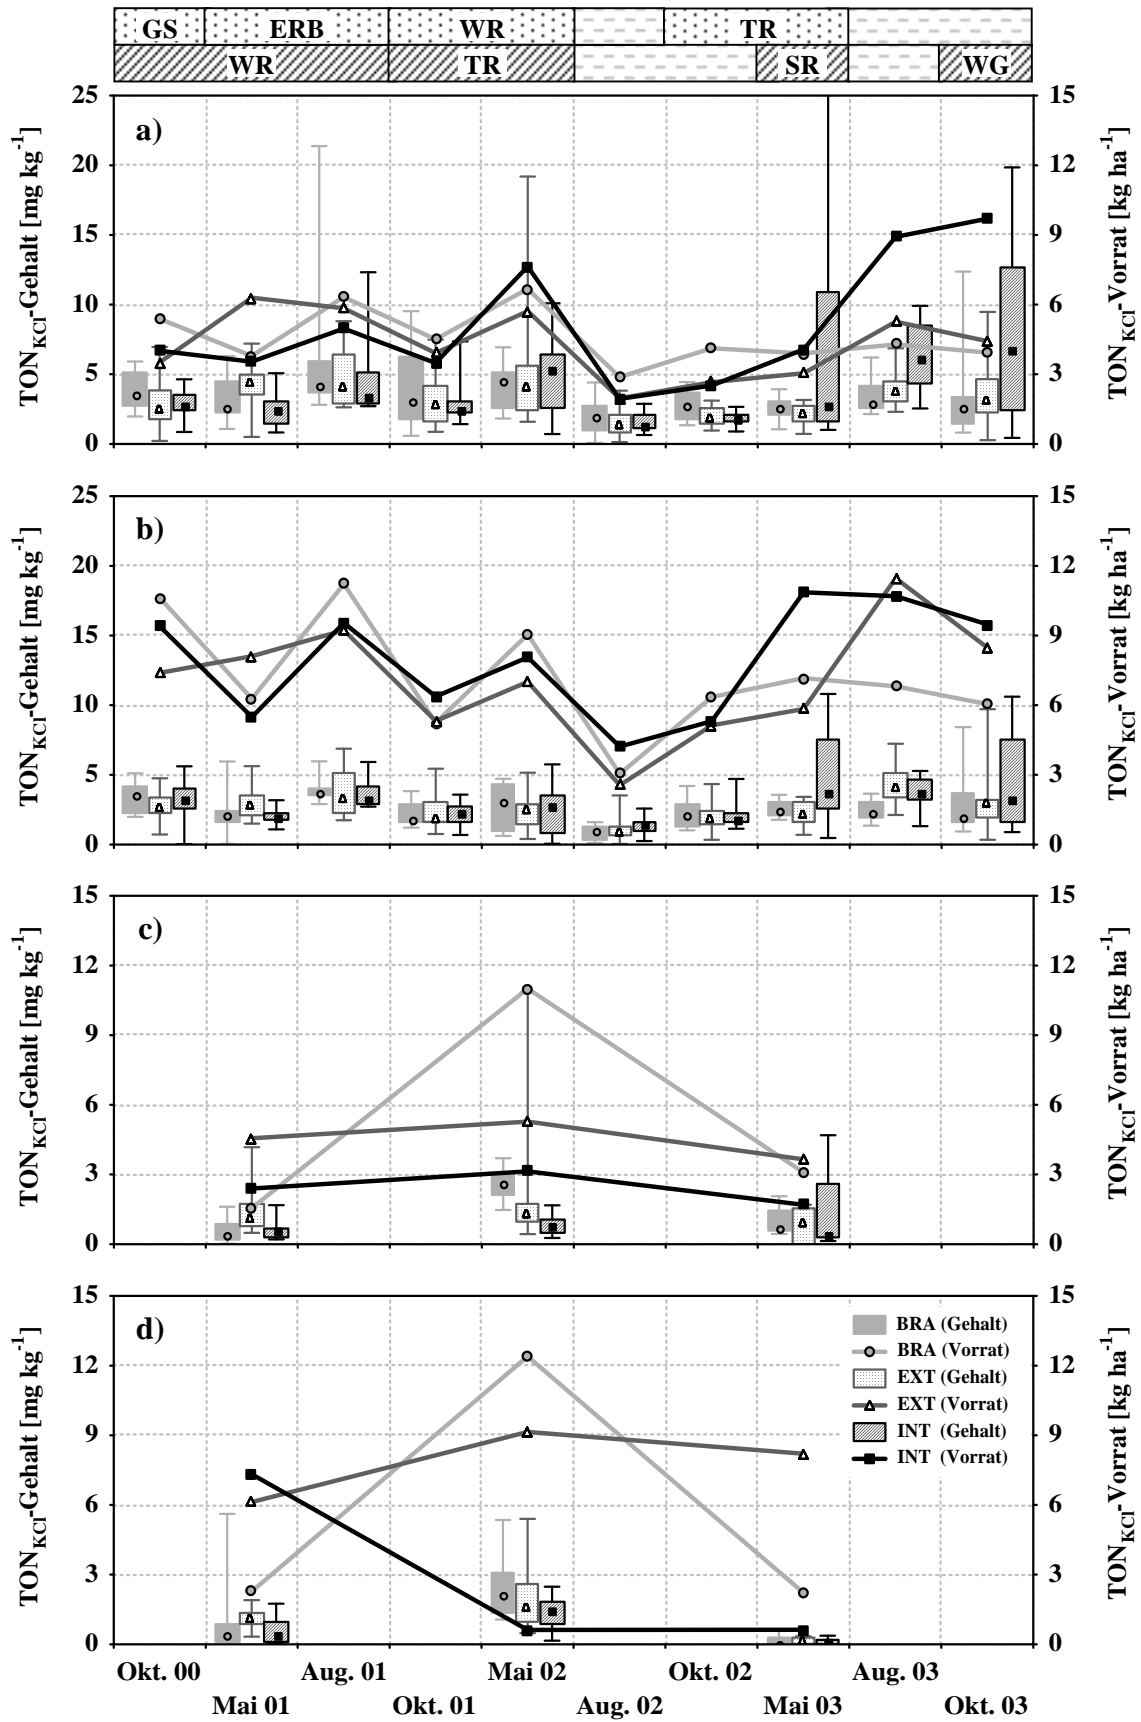 GS ERB WR TR
WR TR SR WG
a)
TON_KCl-Gehalt [mg kg⁻¹]
25
20
15
10
5
0
TON_KCl-Vorrat [kg ha⁻¹]
15
12
9
6
3
0
b)
TON_KCl-Gehalt [mg kg⁻¹]
25
20
15
10
5
0
TON_KCl-Vorrat [kg ha⁻¹]
15
12
9
6
3
0
c)
TON_KCl-Gehalt [mg kg⁻¹]
15
12
9
6
3
0
TON_KCl-Vorrat [kg ha⁻¹]
15
12
9
6
3
0
d)
TON_KCl-Gehalt [mg kg⁻¹]
15
12
9
6
3
0
TON_KCl-Vorrat [kg ha⁻¹]
15
12
9
6
3
0
BRA (Gehalt)
BRA (Vorrat)
EXT (Gehalt)
EXT (Vorrat)
INT (Gehalt)
INT (Vorrat)
Okt. 00 Aug. 01 Mai 02 Okt. 02 Aug. 03
Mai 01 Okt. 01 Aug. 02 Mai 03 Okt. 03